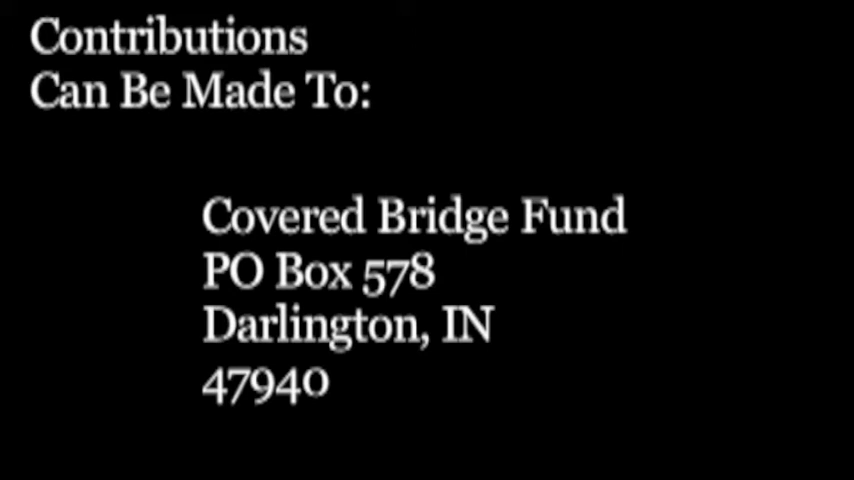 Contributions
Can Be Made To:
Covered Bridge Fund
PO Box 578
Darlington, IN
47940